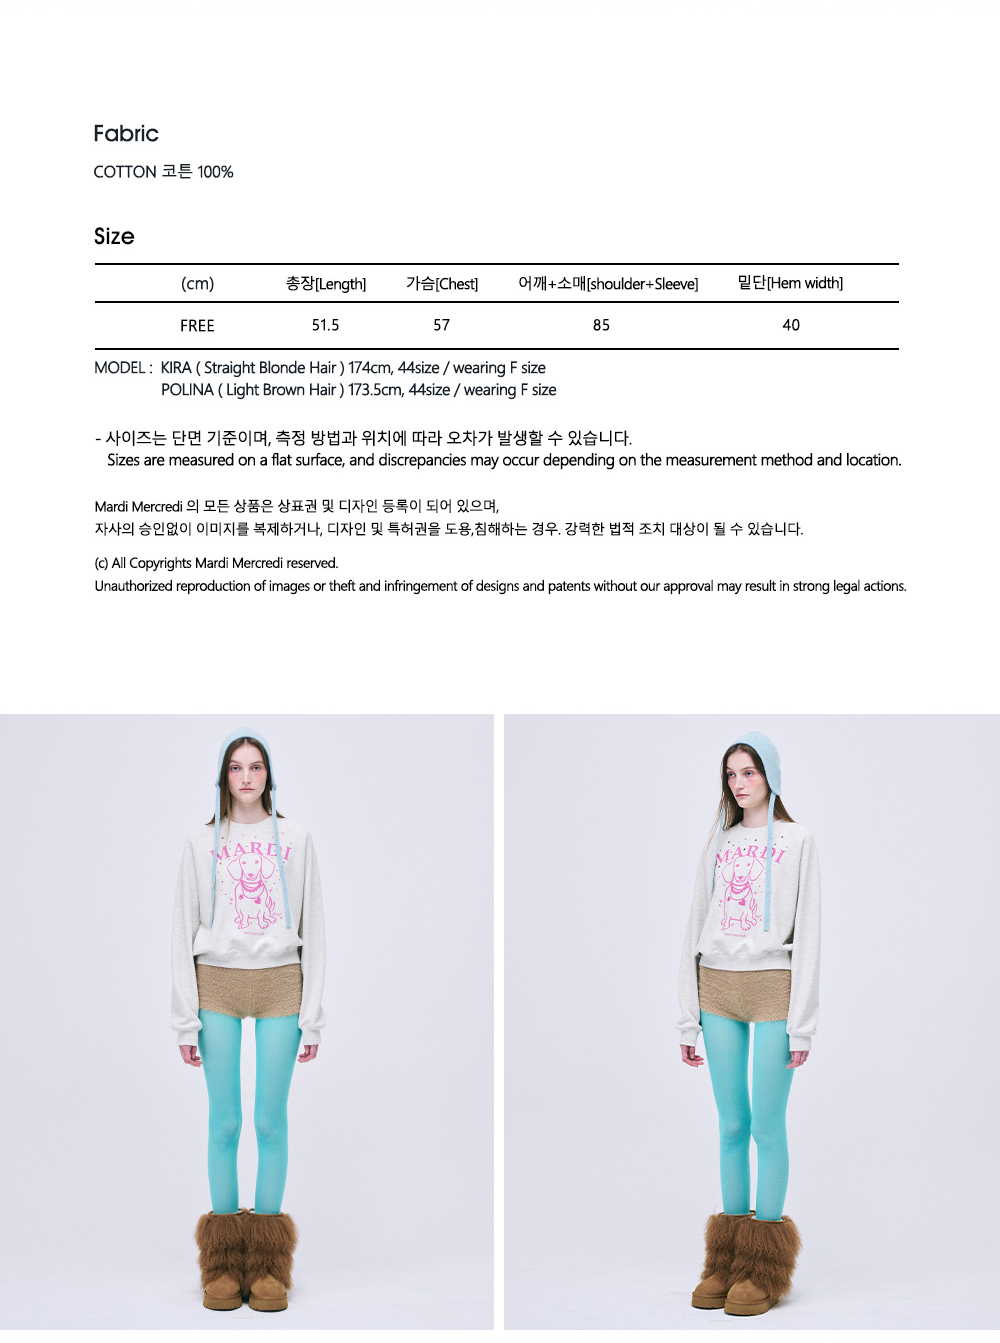 Fabric
COTTON 코튼 100%
Size
(cm) 총장[Length] 가슴[Chest] 어깨+소매[shoulder+Sleeve] 밑단[Hem width]
FREE 51.5 57 85 40
MODEL : KIRA ( Straight Blonde Hair ) 174cm, 44size / wearing F size
POLINA ( Light Brown Hair ) 173.5cm, 44size / wearing F size
- 사이즈는 단면 기준이며, 측정 방법과 위치에 따라 오차가 발생할 수 있습니다.
Sizes are measured on a flat surface, and discrepancies may occur depending on the measurement method and location.
Mardi Mercredi 의 모든 상품은 상표권 및 디자인 등록이 되어 있으며,
자사의 승인없이 이미지를 복제하거나, 디자인 및 특허권을 도용,침해하는 경우. 강력한 법적 조치 대상이 될 수 있습니다.
(c) All Copyrights Mardi Mercredi reserved.
Unauthorized reproduction of images or theft and infringement of designs and patents without our approval may result in strong legal actions.
MARDI
MARDI